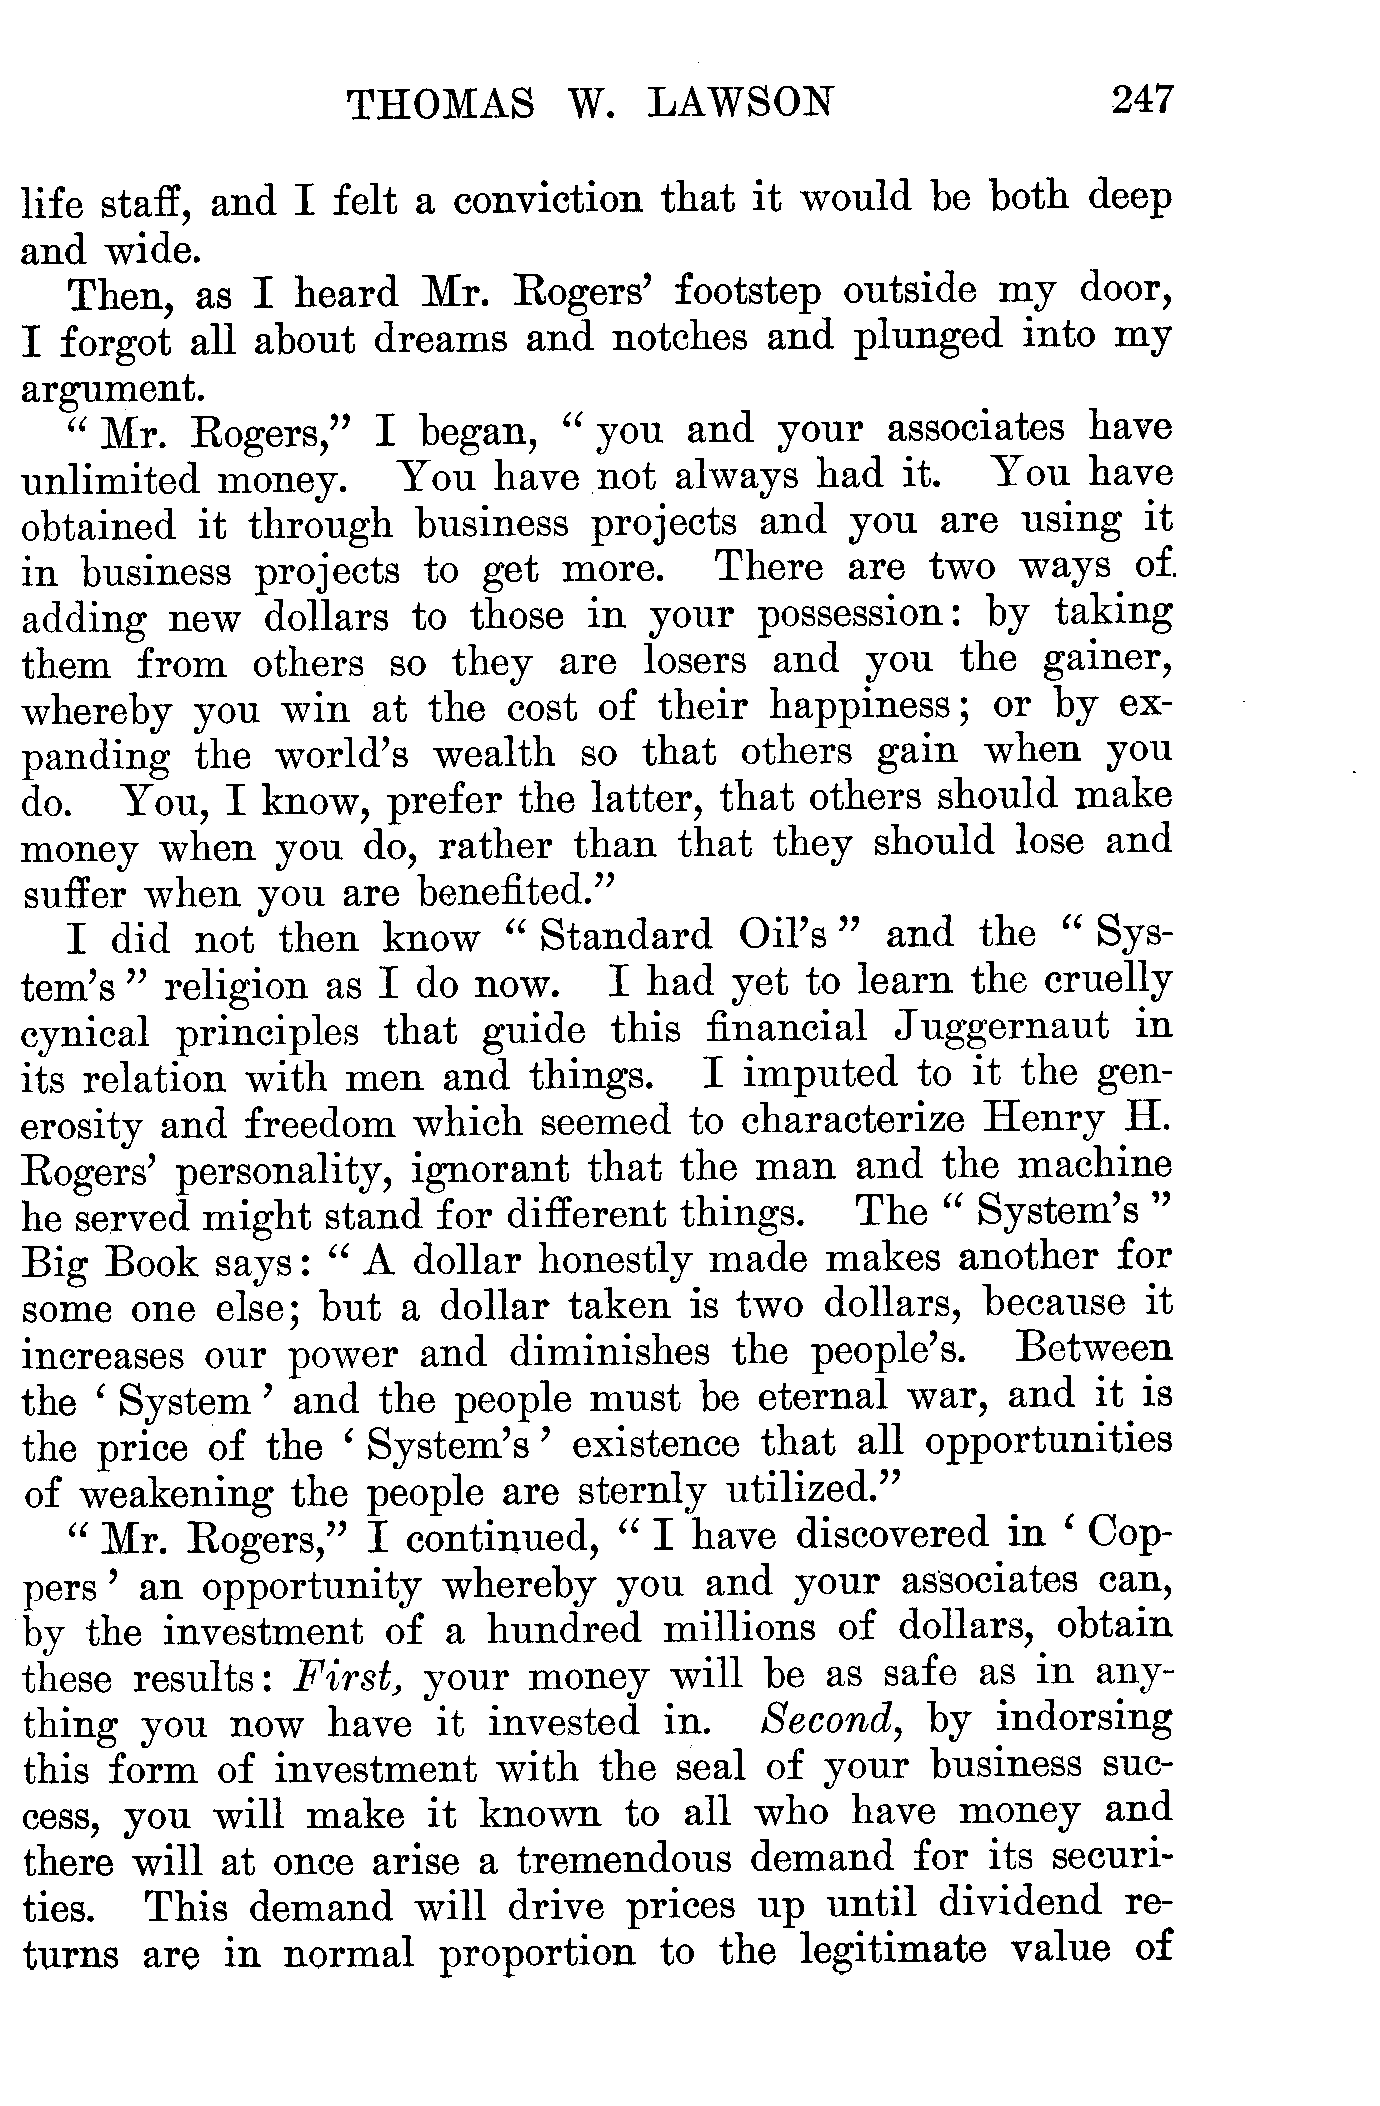 THOMAS W. LAWSON 247
life staff, and I felt a conviction that it would be both deep
and wide.
Then, as I heard Mr. Rogers’ footstep outside my door,
I forgot all about dreams and notches and plunged into my
argument.
“ Mr. Rogers,” I began, “ you and your associates have
unlimited money. You have not always had it. You have
obtained it through business projects and you are using it
in business projects to get more. There are two ways of
adding new dollars to those in your possession: by taking
them from others so they are losers and you the gainer,
whereby you win at the cost of their happiness; or by ex-
panding the world’s wealth so that others gain when you
do. You, I know, prefer the latter, that others should make
money when you do, rather than that they should lose and
suffer when you are benefited.”
I did not then know “ Standard Oil’s ” and the “ Sys-
tem’s ” religion as I do now. I had yet to learn the cruelly
cynical principles that guide this financial Juggernaut in
its relation with men and things. I imputed to it the gen-
erosity and freedom which seemed to characterize Henry H.
Rogers’ personality, ignorant that the man and the machine
he served might stand for different things. The “ System’s ”
Big Book says: “ A dollar honestly made makes another for
some one else; but a dollar taken is two dollars, because it
increases our power and diminishes the people’s. Between
the ‘ System ’ and the people must be eternal war, and it is
the price of the ‘ System’s ’ existence that all opportunities
of weakening the people are sternly utilized.”
“ Mr. Rogers,” I continued, “ I have discovered in ‘ Cop-
pers ’ an opportunity whereby you and your associates can,
by the investment of a hundred millions of dollars, obtain
these results: First, your money will be as safe as in any-
thing you now have it invested in. Second, by indorsing
this form of investment with the seal of your business suc-
cess, you will make it known to all who have money and
there will at once arise a tremendous demand for its securi-
ties. This demand will drive prices up until dividend re-
turns are in normal proportion to the legitimate value of